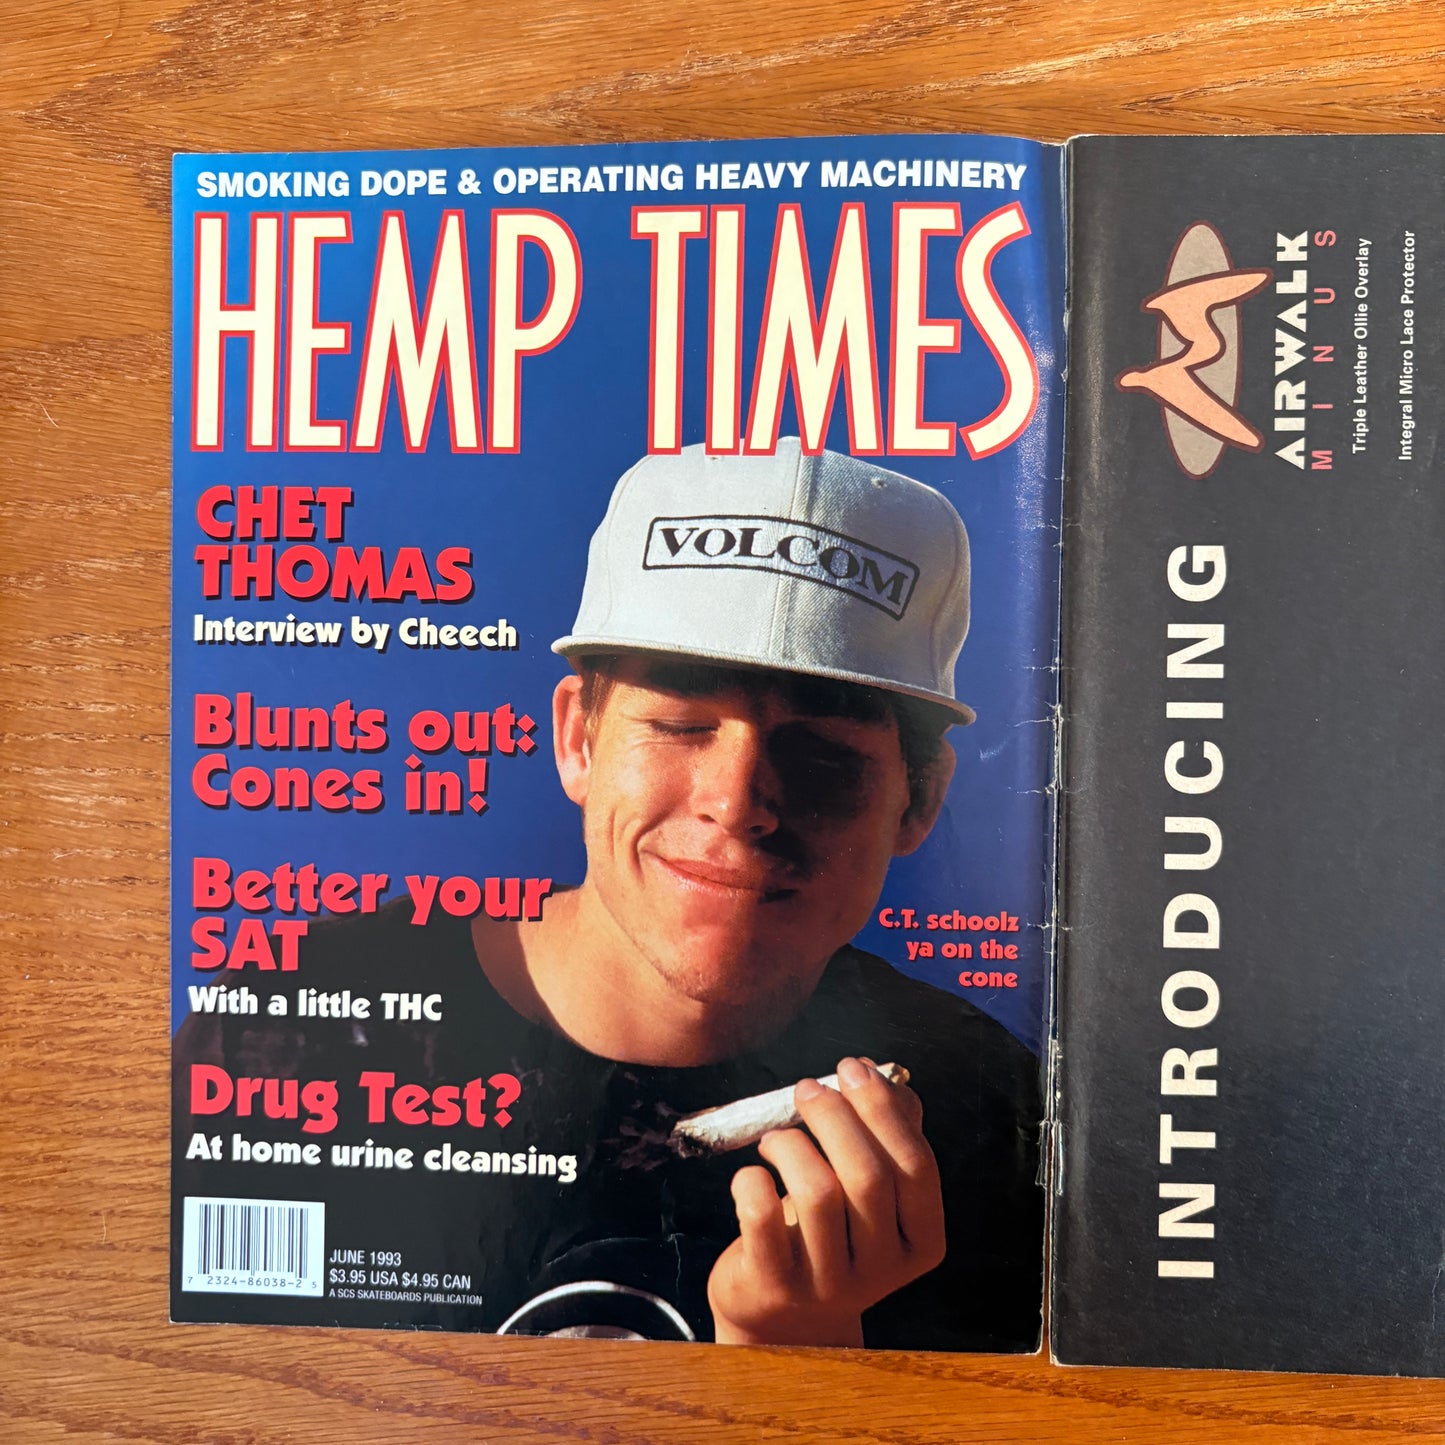 SMOKING DOPE & OPERATING HEAVY MACHINERY
HEMP TIMES
CHET
THOMAS
Interview by Cheech
Blunts out:
Cones in!
Better your
SAT
With a little THC
Drug Test?
At home urine cleansing
VOLCOM
C.T. schoolz
ya on the
cone
7 2324-86038-2 5
JUNE 1993
$3.95 USA $4.95 CAN
A SCS SKATEBOARDS PUBLICATION
INTRODUCING
AIRWALK
MINUS
Triple Leather Ollie Overlay
Integral Micro Lace Protector